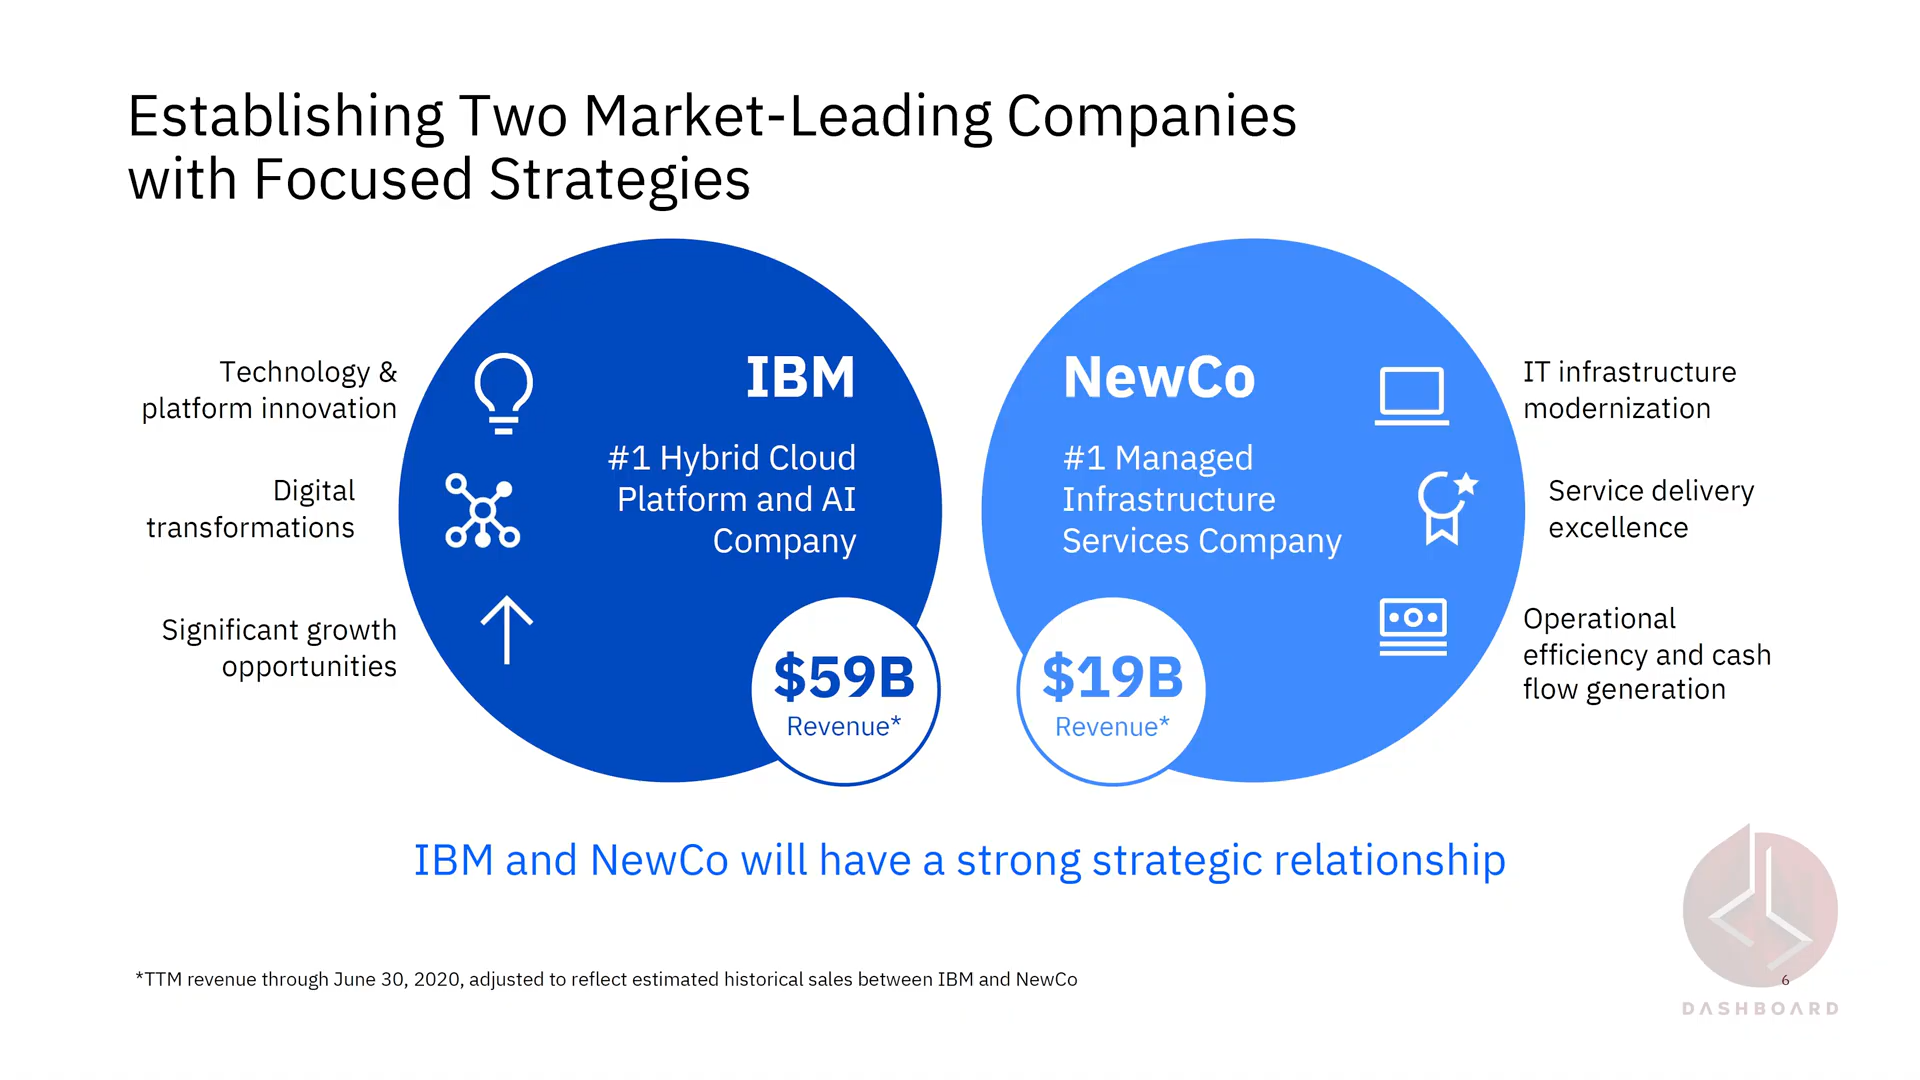 Establishing Two Market-Leading Companies
with Focused Strategies
Technology &
platform innovation
Digital
transformations
Significant growth
opportunities
IBM
#1 Hybrid Cloud
Platform and AI
Company
$59B
Revenue*
NewCo
#1 Managed
Infrastructure
Services Company
$19B
Revenue*
IT infrastructure
modernization
Service delivery
excellence
Operational
efficiency and cash
flow generation
IBM and NewCo will have a strong strategic relationship
*TTM revenue through June 30, 2020, adjusted to reflect estimated historical sales between IBM and NewCo
6
DASHBOARD